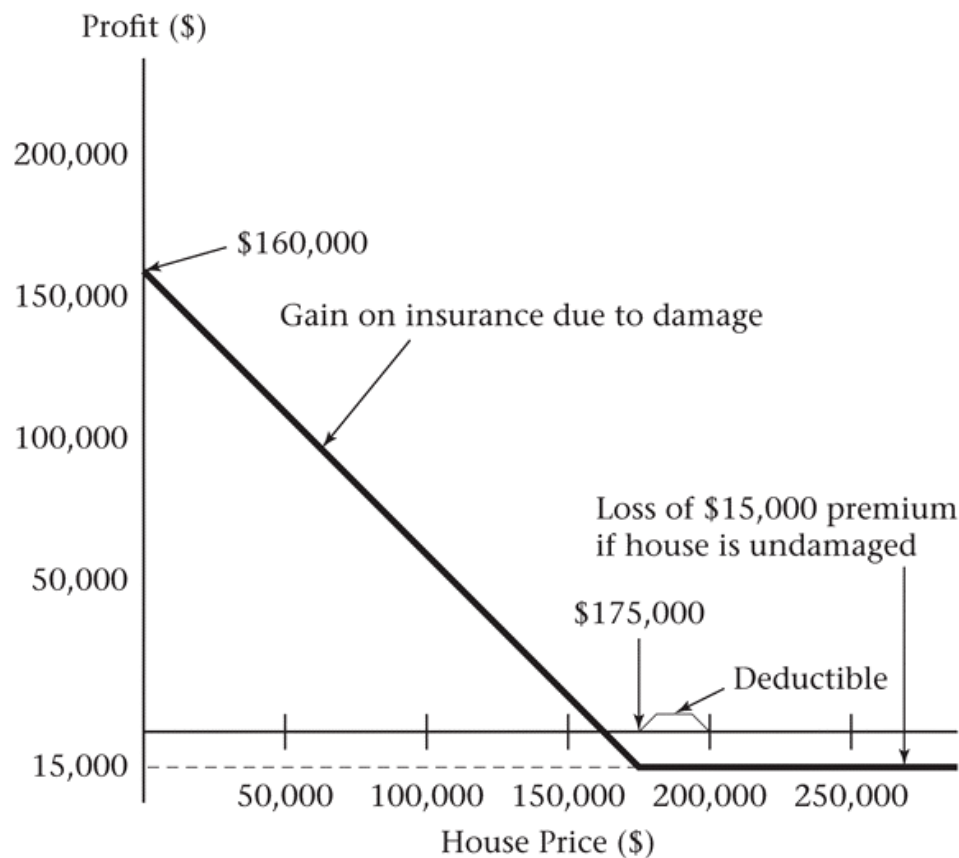 Profit ($)
200,000
$160,000
150,000
Gain on insurance due to damage
100,000
Loss of $15,000 premium
if house is undamaged
50,000
$175,000
Deductible
15,000
50,000 100,000 150,000 200,000 250,000
House Price ($)